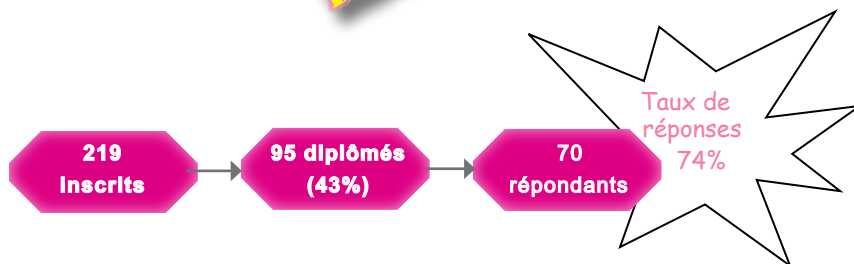 219
inscrits
95 diplômés
(43%)
70
répondants
Taux de
réponses
74%